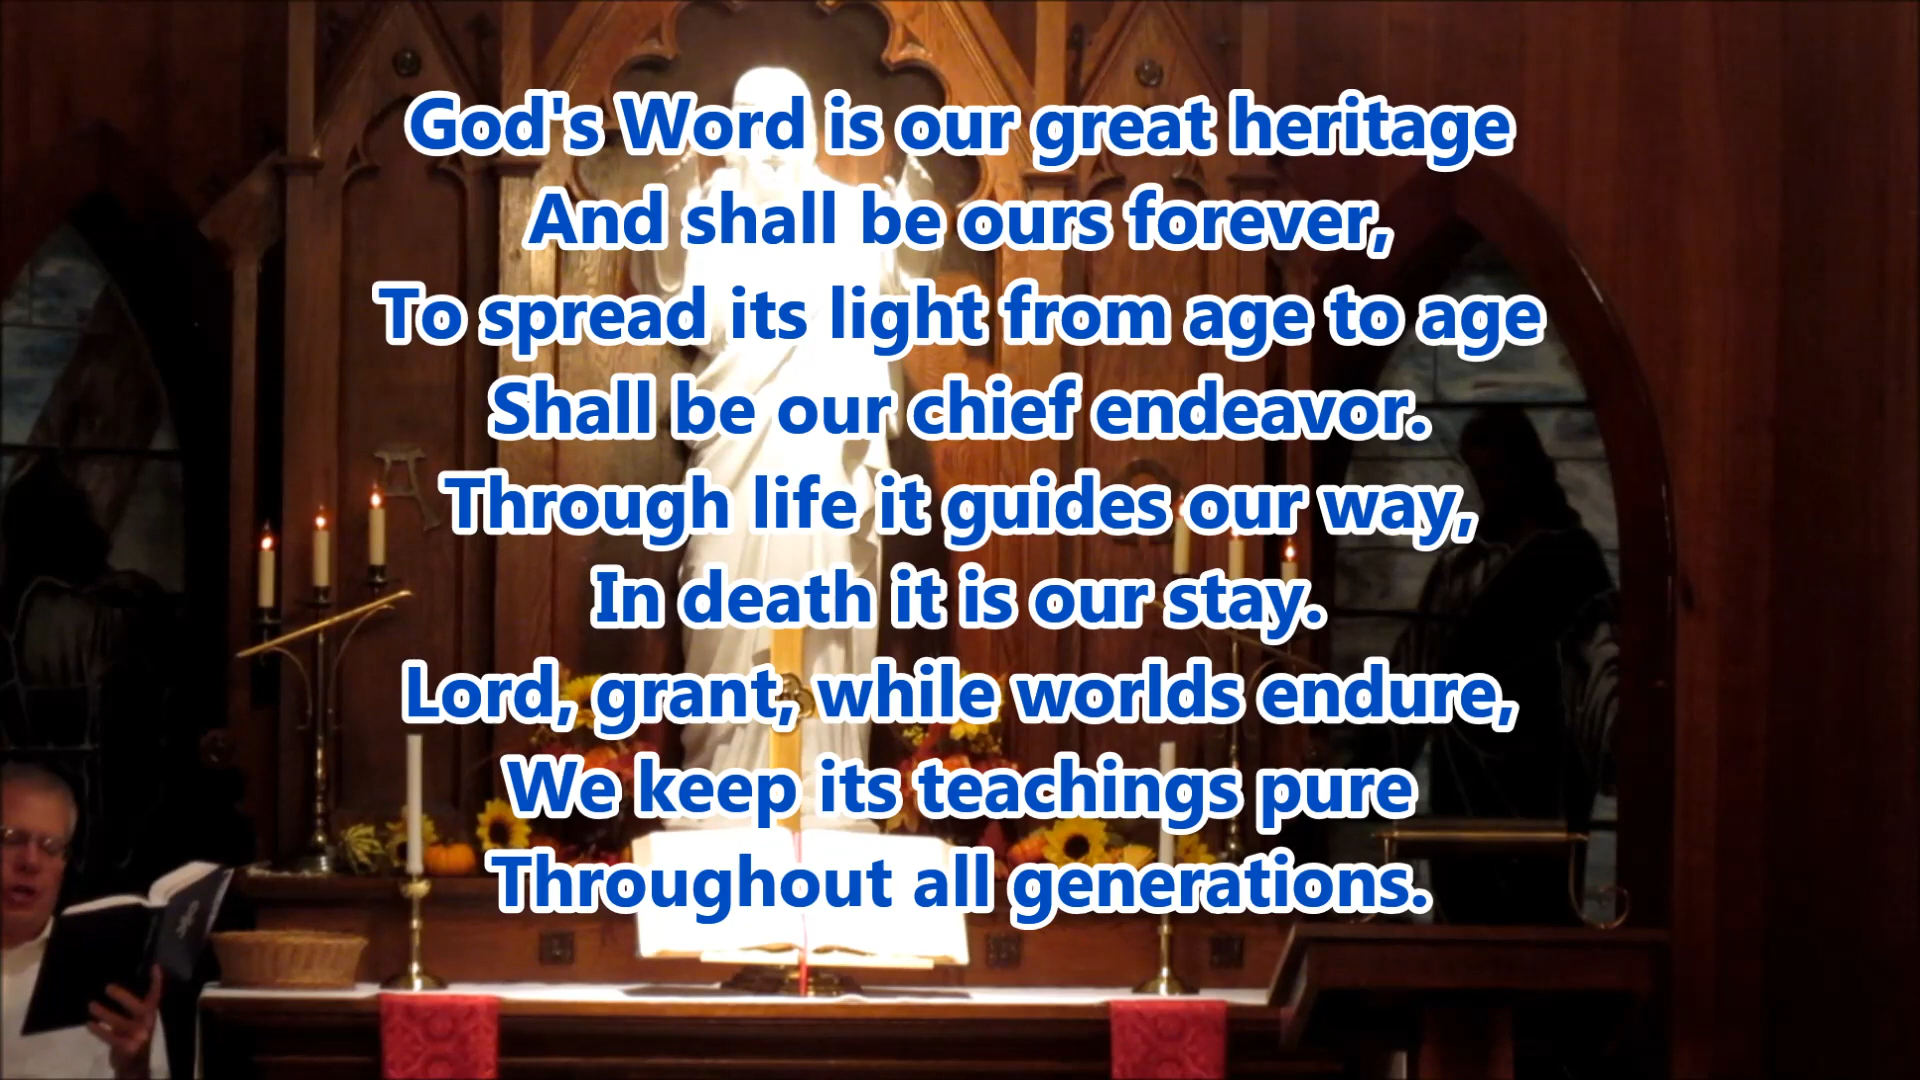 God's Word is our great heritage
And shall be ours forever,
To spread its light from age to age
Shall be our chief endeavor.
Through life it guides our way,
In death it is our stay.
Lord, grant, while worlds endure,
We keep its teachings pure
Throughout all generations.